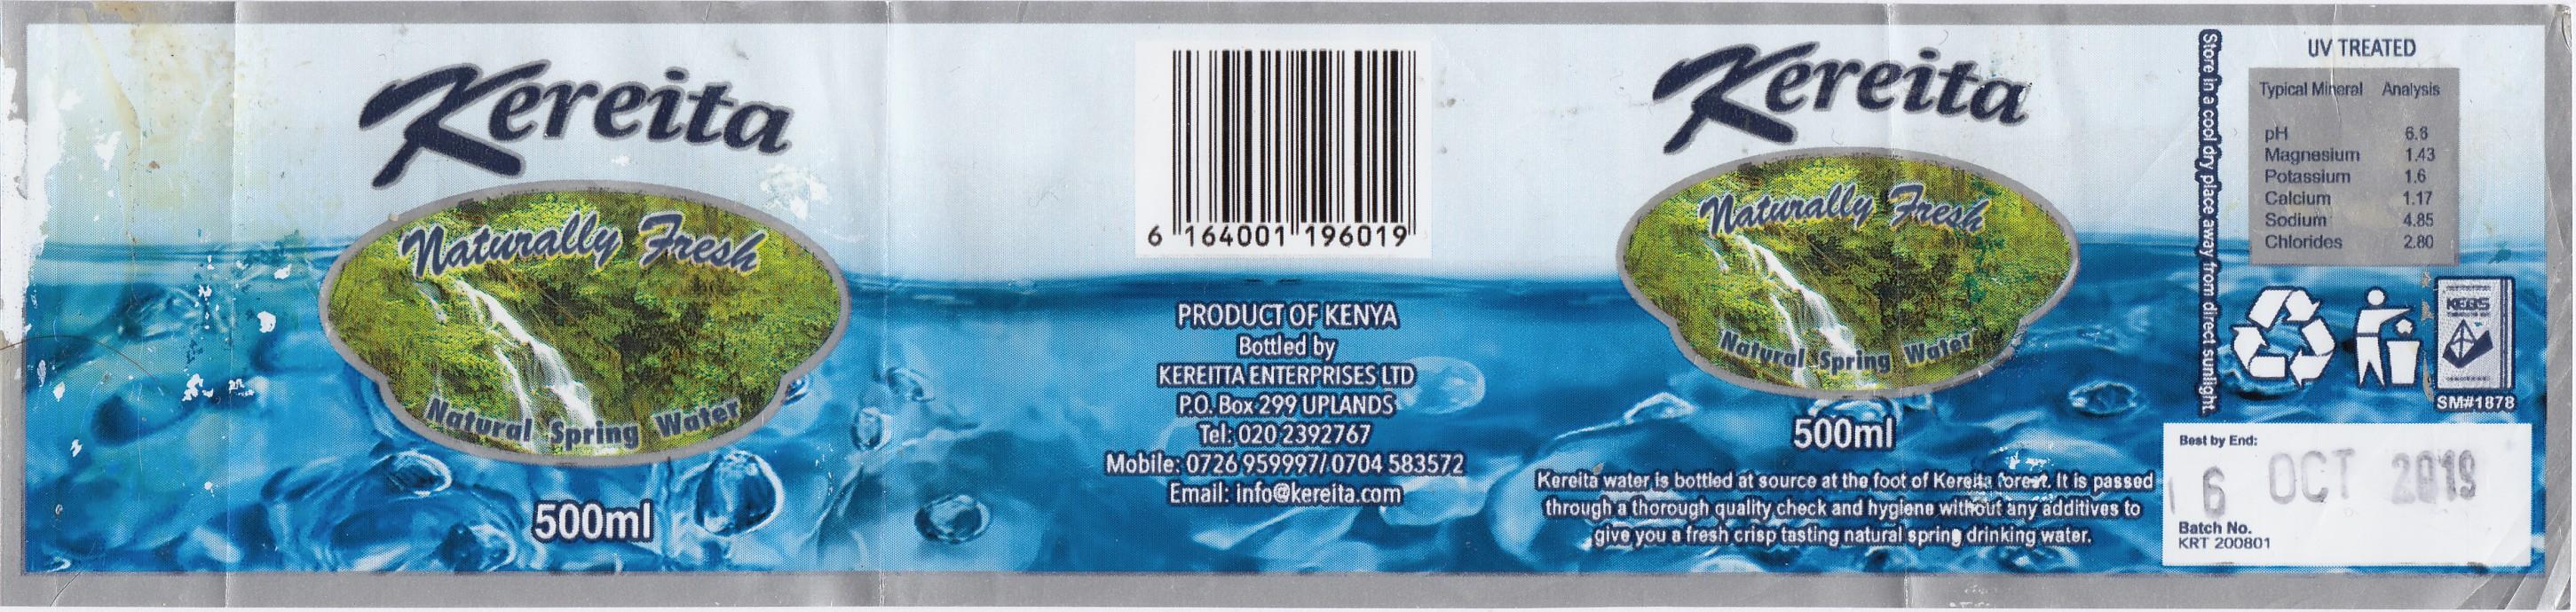 Kereita
Naturally Fresh
Natural Spring Water
500ml
6 164001 196019
PRODUCT OF KENYA
Bottled by
KEREITTA ENTERPRISES LTD
P.O. Box 299 UPLANDS
Tel: 020 2392767
Mobile: 0726 959997/ 0704 583572
Email: info@kereita.com
Kereita
Naturally Fresh
Natural Spring Water
500ml
Kereita water is bottled at source at the foot of Kereita forest. It is passed
through a thorough quality check and hygiene without any additives to
give you a fresh crisp tasting natural spring drinking water.
Store in a cool dry place away from direct sunlight.
UV TREATED
Typical Mineral Analysis
pH 6.8
Magnesium 1.43
Potassium 1.6
Calcium 1.17
Sodium 4.85
Chlorides 2.80
KEBS
SM#1878
Best by End:
16 OCT 2019
Batch No.
KRT 200801